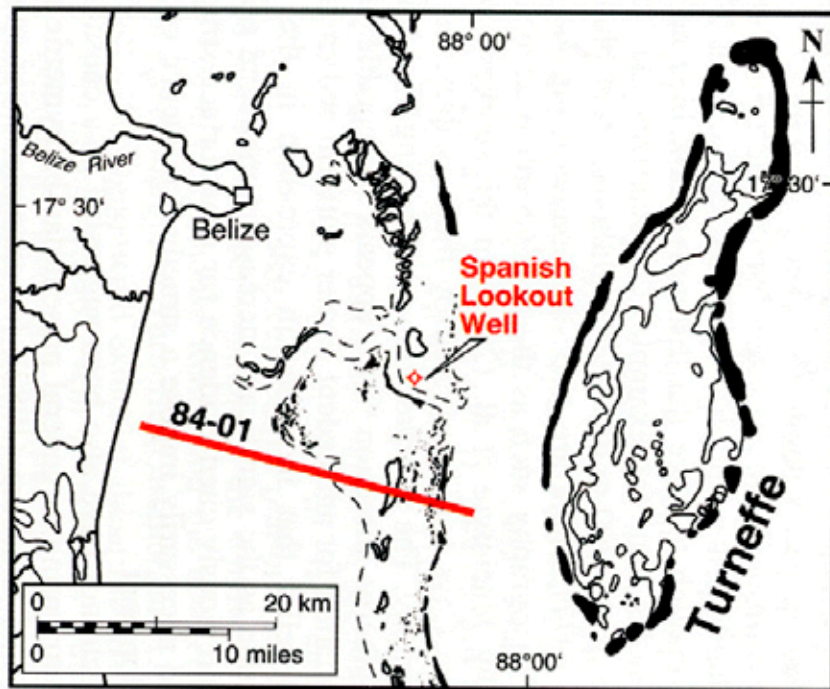 88° 00'
N
Belize River
17° 30'
17° 30'
Belize
Spanish
Lookout
Well
84-01
Turneffe
0 20 km
0 10 miles
88°00'